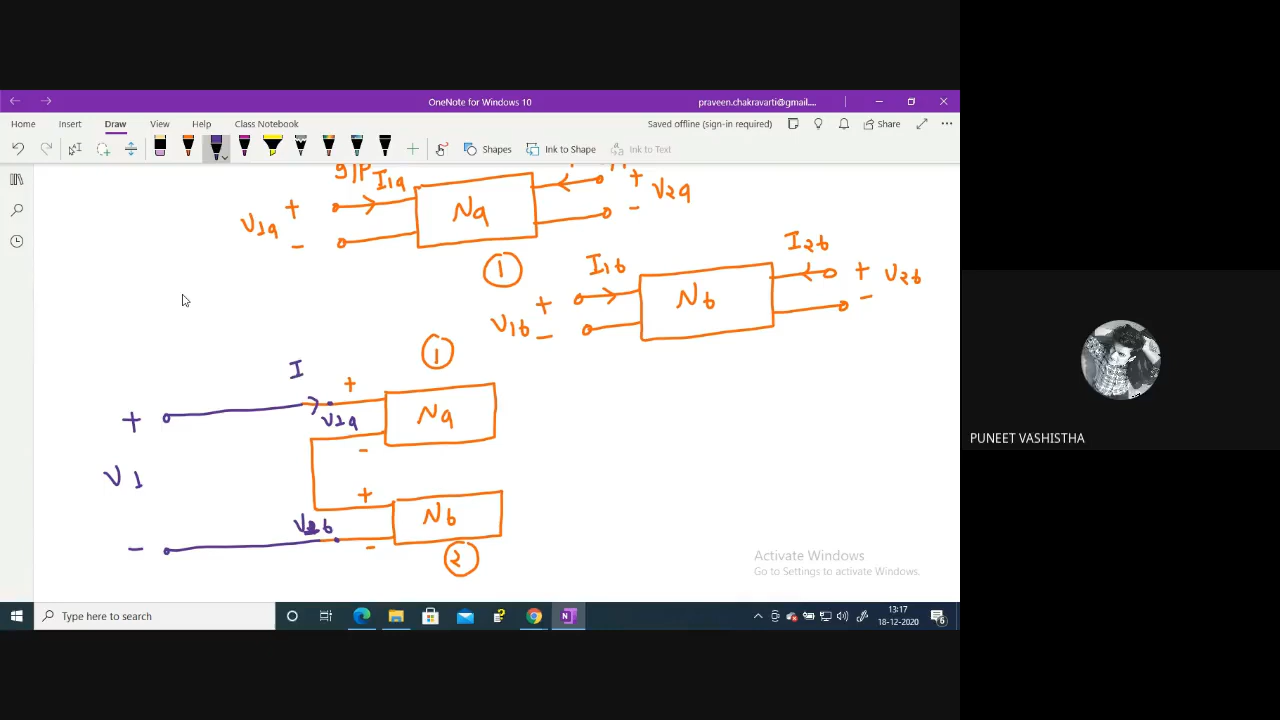 OneNote for Windows 10
praveen.chakravarti@gmail....
Home Insert Draw View Help Class Notebook
Saved offline (sign-in required)
Share
Shapes
Ink to Shape
Ink to Text
I1a
V1a + -
Na
+ - V2a
1
I1b
I2b
V1b + -
Nb
+ - V2b
1
I
+
+
V1a
Na
-
V1
+
Nb
-
-
2
PUNEET VASHISTHA
Activate Windows
Go to Settings to activate Windows.
Type here to search
13:17
18-12-2020
6